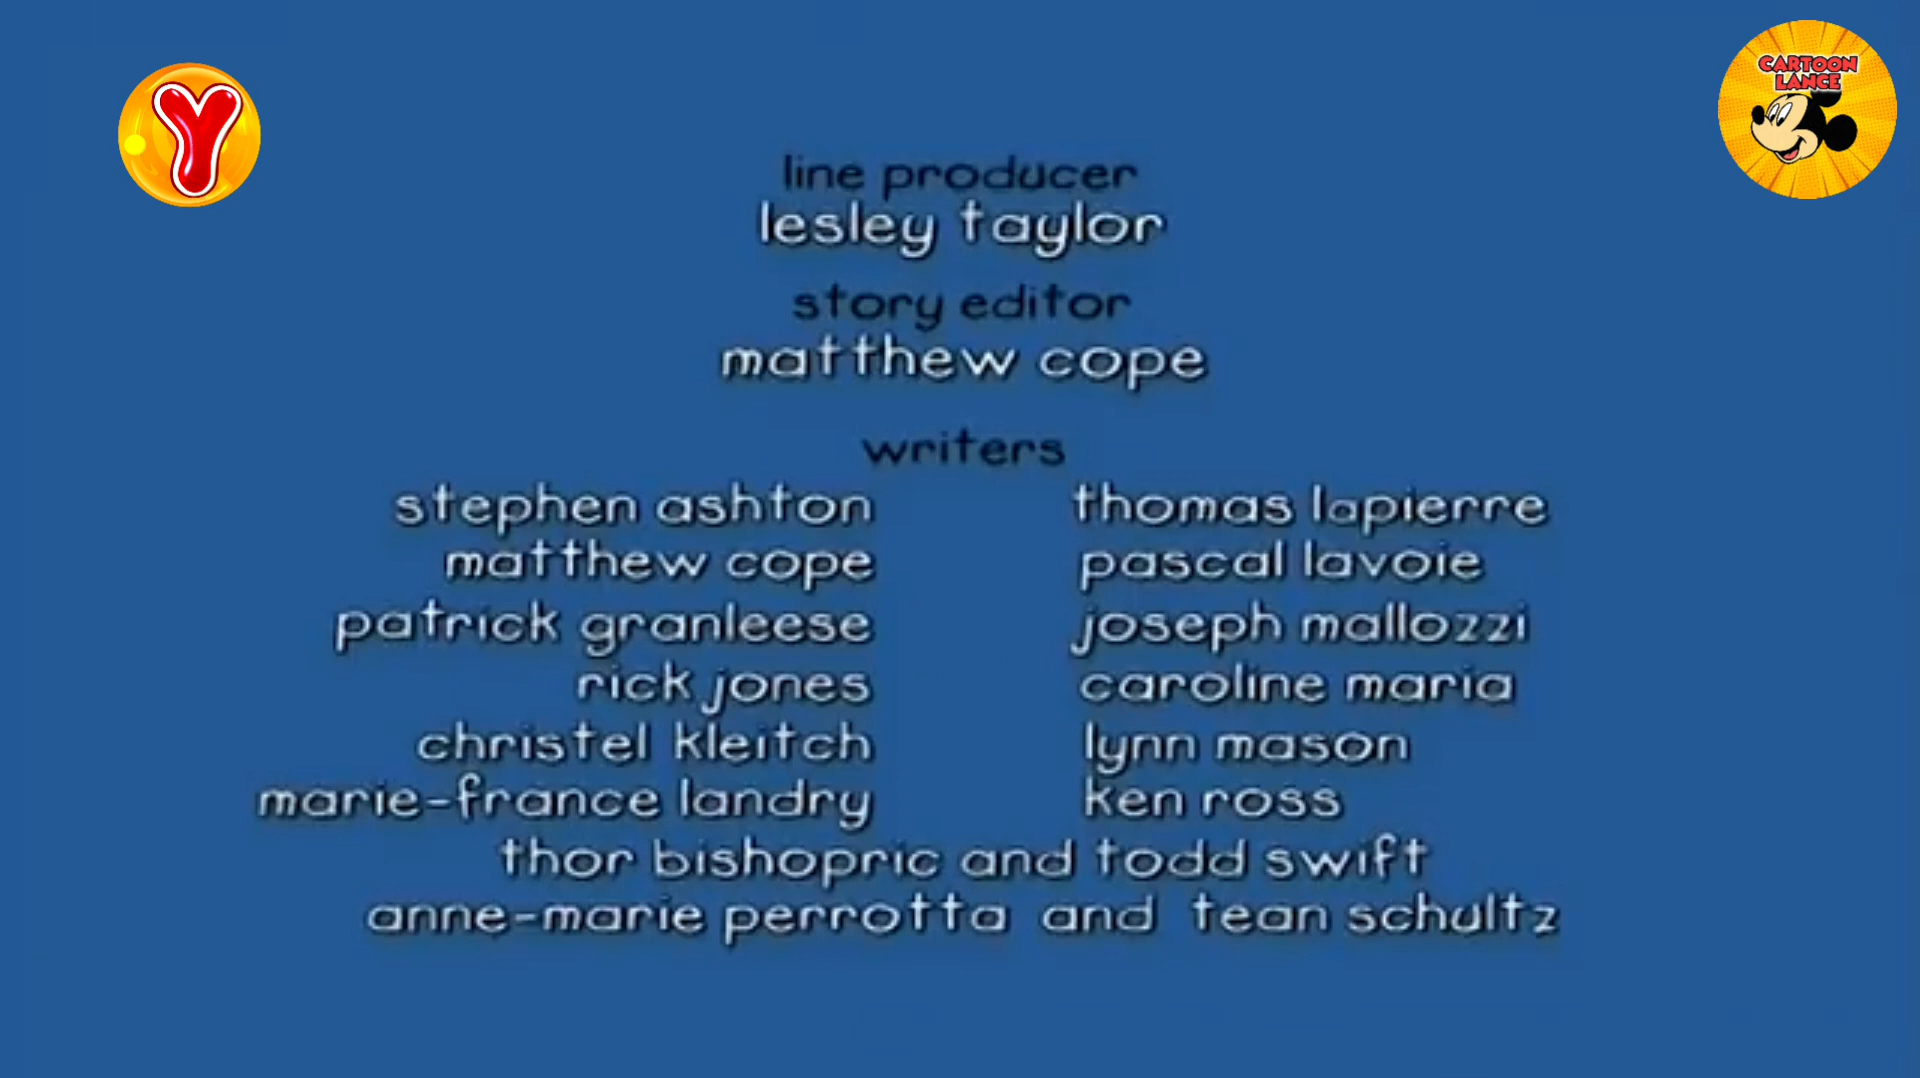 Y
CARTOON
LANCE
line producer
lesley taylor
story editor
matthew cope
writers
stephen ashton thomas lapierre
matthew cope pascal lavoie
patrick granleese joseph mallozzi
rick jones caroline maria
christel kleitch lynn mason
marie-france landry ken ross
thor bishopric and todd swift
anne-marie perrotta and tean schultz